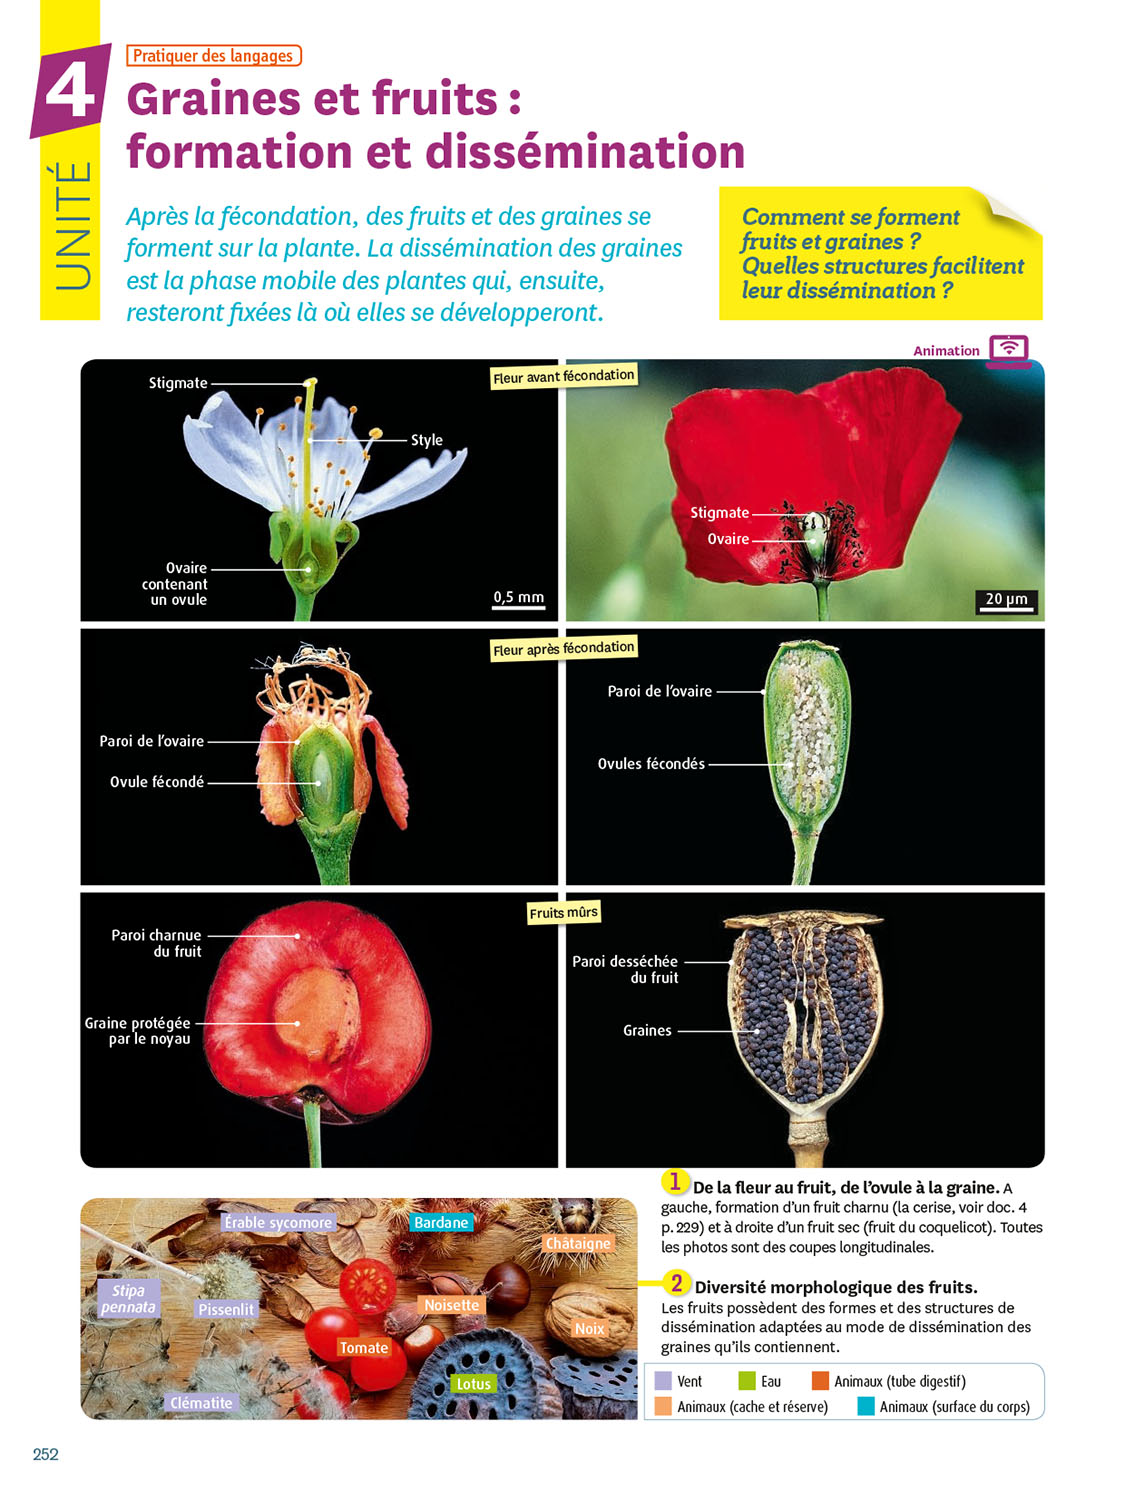 Pratiquer des langages
4
UNITÉ
Graines et fruits :
formation et dissémination
Après la fécondation, des fruits et des graines se
forment sur la plante. La dissémination des graines
est la phase mobile des plantes qui, ensuite,
resteront fixées là où elles se développeront.
Comment se forment
fruits et graines ?
Quelles structures facilitent
leur dissémination ?
Animation
Fleur avant fécondation
Stigmate
Style
Ovaire
contenant
un ovule
0,5 mm
Stigmate
Ovaire
20 µm
Fleur après fécondation
Paroi de l'ovaire
Ovule fécondé
Paroi de l'ovaire
Ovules fécondés
Fruits mûrs
Paroi charnue
du fruit
Graine protégée
par le noyau
Paroi desséchée
du fruit
Graines
1 De la fleur au fruit, de l'ovule à la graine. A
gauche, formation d'un fruit charnu (la cerise, voir doc. 4
p. 229) et à droite d'un fruit sec (fruit du coquelicot). Toutes
les photos sont des coupes longitudinales.
Érable sycomore
Bardane
Châtaigne
Stipa
pennata
Pissenlit
Noisette
Noix
Tomate
Lotus
Clématite
2 Diversité morphologique des fruits.
Les fruits possèdent des formes et des structures de
dissémination adaptées au mode de dissémination des
graines qu'ils contiennent.
Vent
Eau
Animaux (tube digestif)
Animaux (cache et réserve)
Animaux (surface du corps)
252